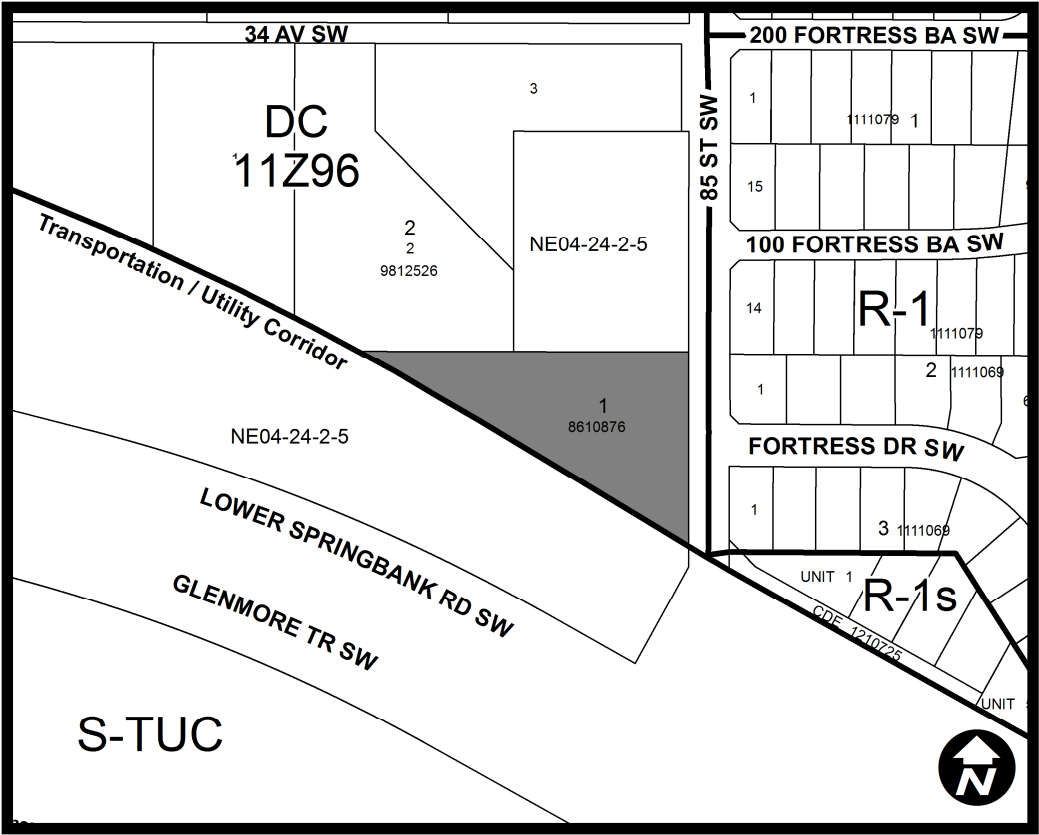 34 AV SW
200 FORTRESS BA SW
85 ST SW
3
DC
11Z96
1
1111079 1
15
100 FORTRESS BA SW
Transportation / Utility Corridor
2
2
9812526
NE04-24-2-5
14
R-1
1111079
1
2 1111069
1
8610876
NE04-24-2-5
FORTRESS DR SW
LOWER SPRINGBANK RD SW
GLENMORE TR SW
1
3 1111069
UNIT 1
R-1s
CDE 1210725
UNIT
S-TUC
N